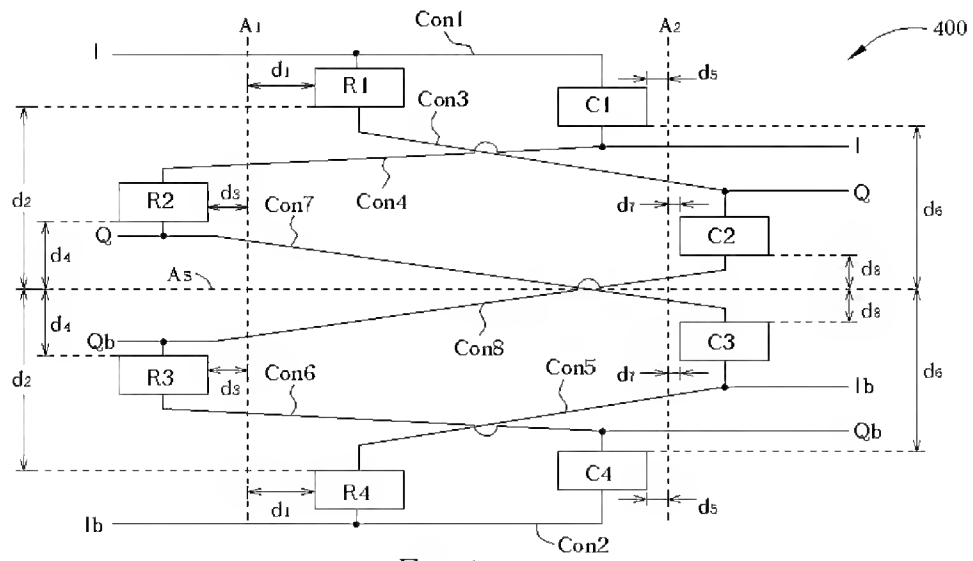 Con1
A1
A2
400
I
d1
R1
d5
Con3
C1
I
R2
d3
Con4
Q
d2
Con7
d7
d6
Q
d4
C2
d8
As
d4
d8
Qb
Con8
C3
R3
d3
Con6
Con5
d7
d2
d6
Ib
Qb
R4
C4
d1
d5
Ib
Con2